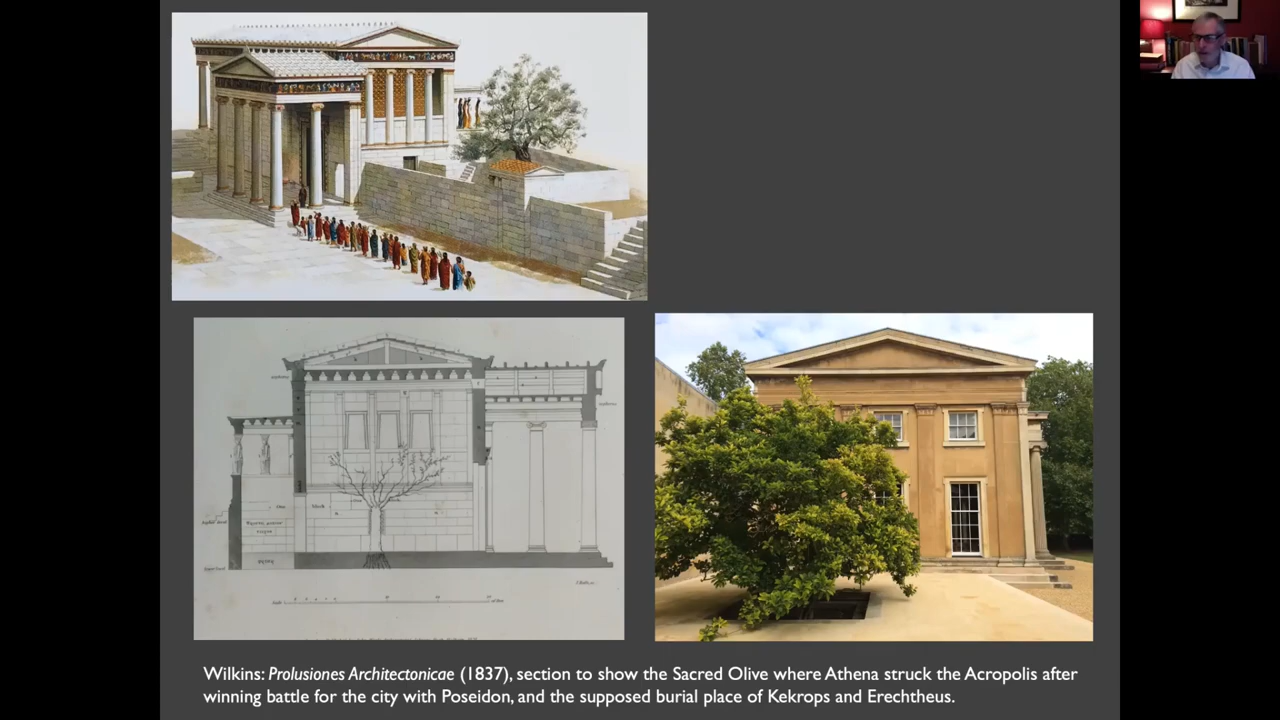 Wilkins: Prolusiones Architectonicae (1837), section to show the Sacred Olive where Athena struck the Acropolis after
winning battle for the city with Poseidon, and the supposed burial place of Kekrops and Erechtheus.